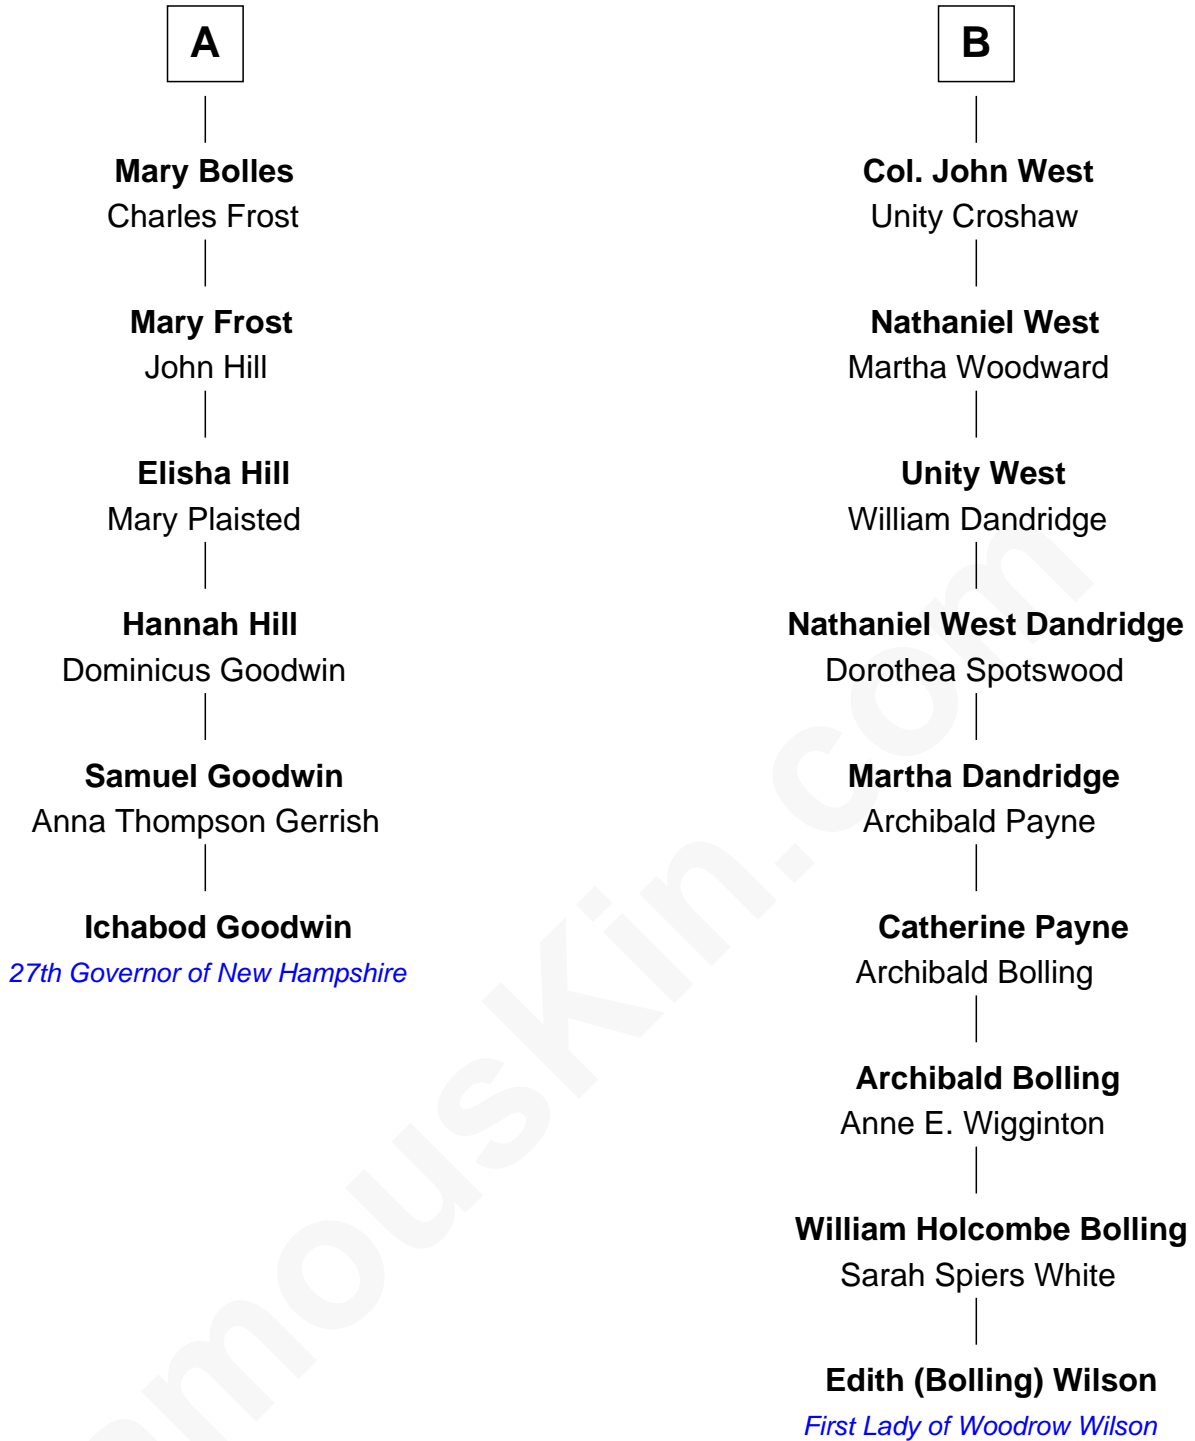 A
Mary Bolles
Charles Frost
Mary Frost
John Hill
Elisha Hill
Mary Plaisted
Hannah Hill
Dominicus Goodwin
Samuel Goodwin
Anna Thompson Gerrish
Ichabod Goodwin
27th Governor of New Hampshire
B
Col. John West
Unity Croshaw
Nathaniel West
Martha Woodward
Unity West
William Dandridge
Nathaniel West Dandridge
Dorothea Spotswood
Martha Dandridge
Archibald Payne
Catherine Payne
Archibald Bolling
Archibald Bolling
Anne E. Wigginton
William Holcombe Bolling
Sarah Spiers White
Edith (Bolling) Wilson
First Lady of Woodrow Wilson
amousKin.com